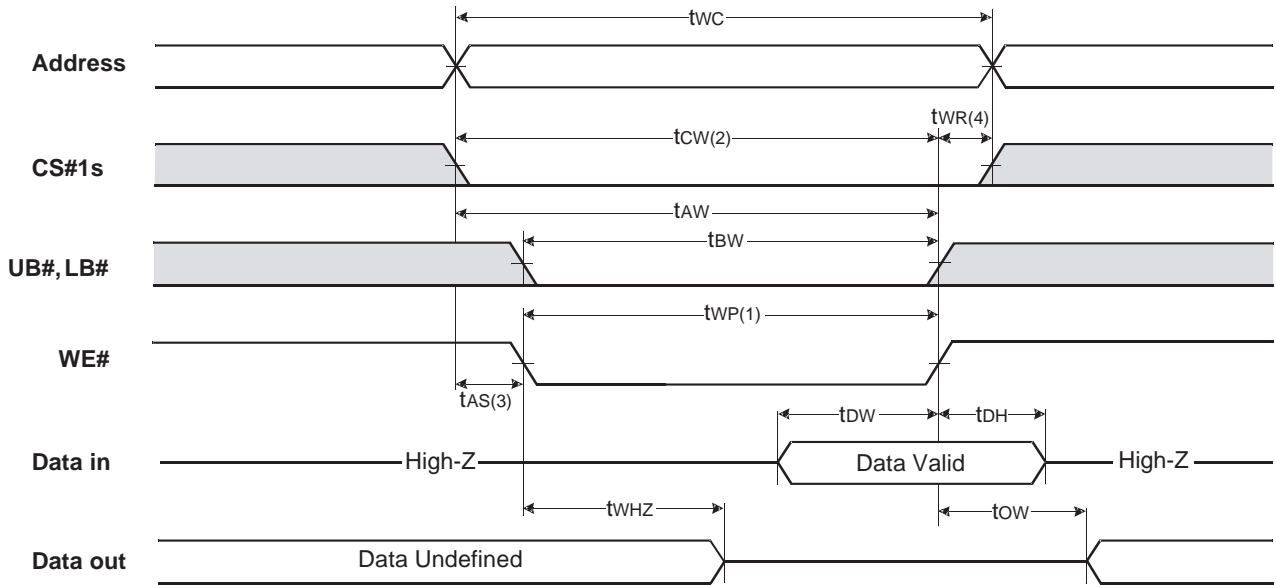 tWC
Address
tWR(4)
tCW(2)
CS#1s
tAW
tBW
UB#, LB#
tWP(1)
WE#
tAS(3)
tDW
tDH
Data in
High-Z
Data Valid
High-Z
tWHZ
tOW
Data out
Data Undefined